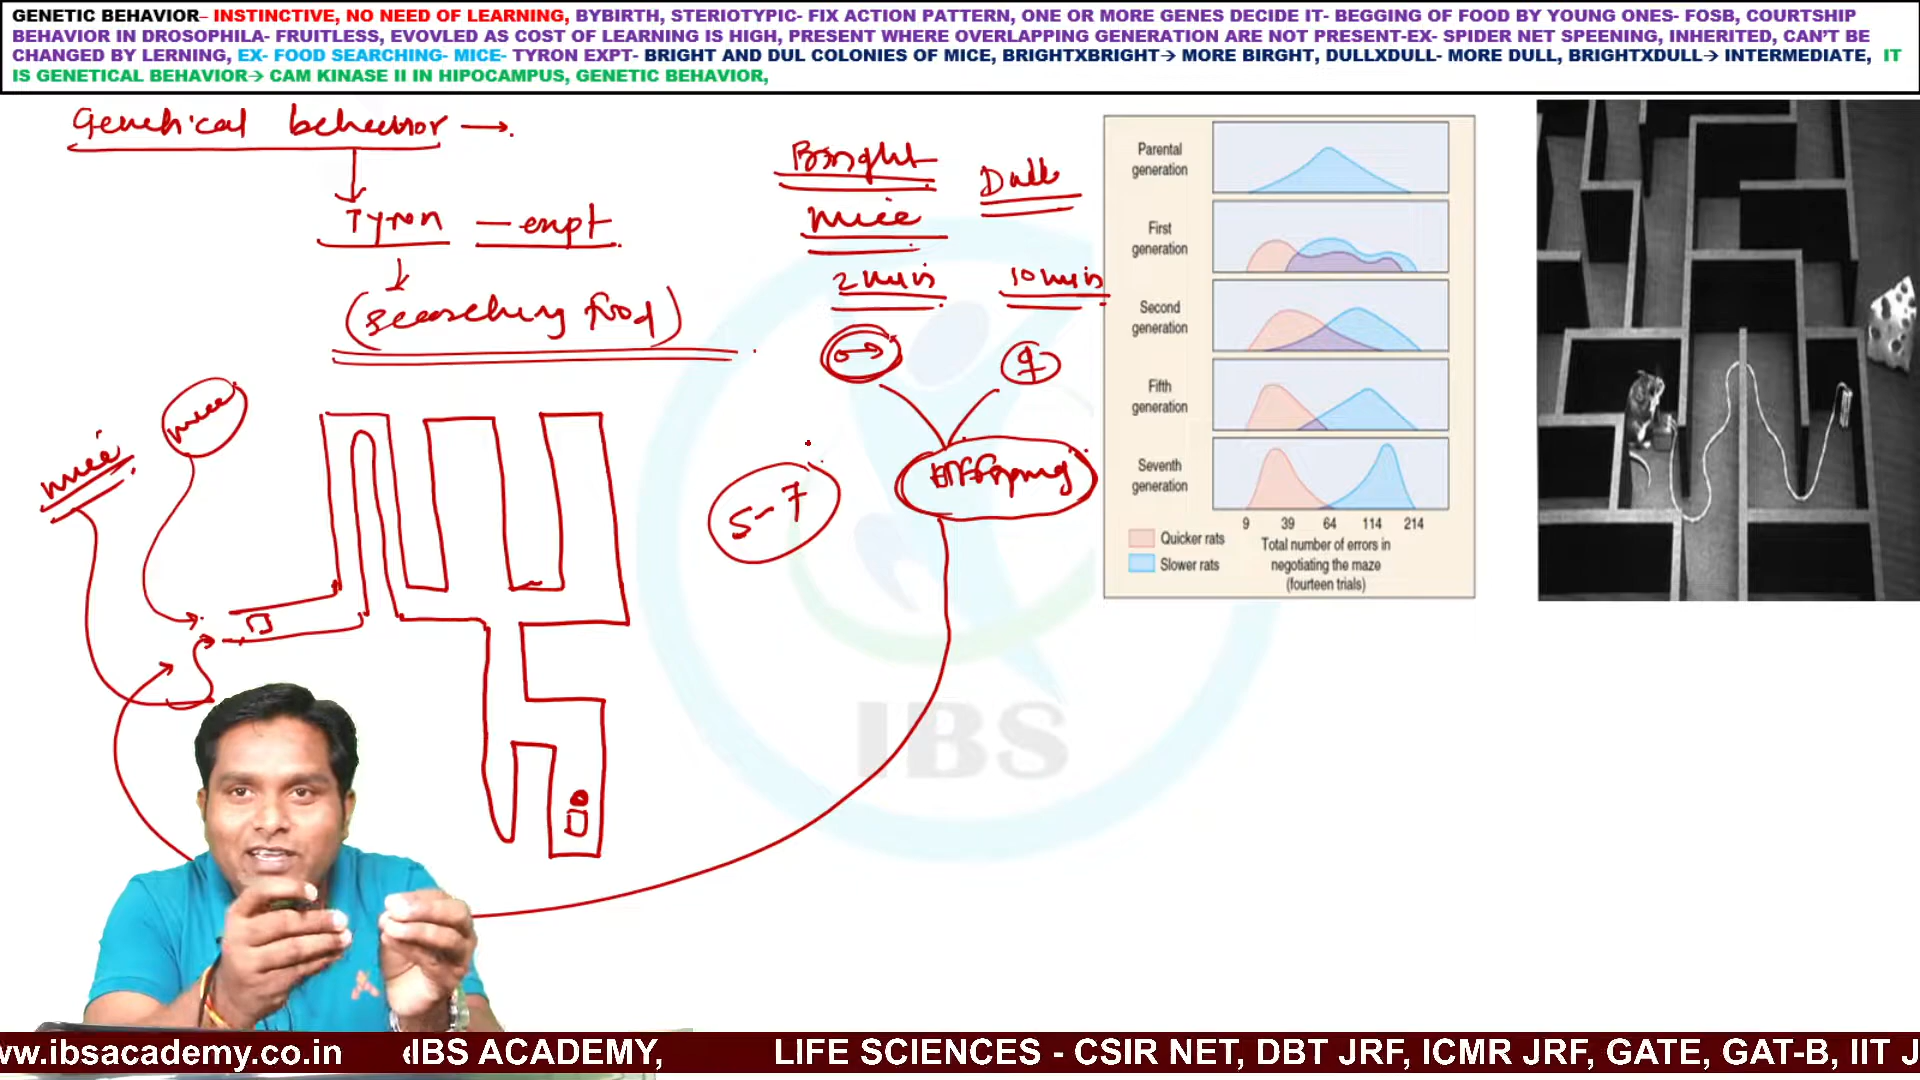 GENETIC BEHAVIOR– INSTINCTIVE, NO NEED OF LEARNING, BYBIRTH, STERIOTYPIC- FIX ACTION PATTERN, ONE OR MORE GENES DECIDE IT- BEGGING OF FOOD BY YOUNG ONES- FOSB, COURTSHIP
BEHAVIOR IN DROSOPHILA- FRUITLESS, EVOVLED AS COST OF LEARNING IS HIGH, PRESENT WHERE OVERLAPPING GENERATION ARE NOT PRESENT-EX- SPIDER NET SPEENING, INHERITED, CAN'T BE
CHANGED BY LERNING, EX- FOOD SEARCHING- MICE- TYRON EXPT- BRIGHT AND DUL COLONIES OF MICE, BRIGHTXBRIGHT→ MORE BIRGHT, DULLXDULL- MORE DULL, BRIGHTXDULL→ INTERMEDIATE, IT
IS GENETICAL BEHAVIOR→ CAM KINASE II IN HIPOCAMPUS, GENETIC BEHAVIOR,
Genetical behavior →
Tyron – expt
(searching food)
mice
mice
Bright
Dull
mice
2 min
10 min
offspring
5-7
Parental
generation
First
generation
Second
generation
Fifth
generation
Seventh
generation
9 39 64 114 214
Quicker rats
Slower rats
Total number of errors in
negotiating the maze
(fourteen trials)
IBS
ww.ibsacademy.co.in IBS ACADEMY, LIFE SCIENCES - CSIR NET, DBT JRF, ICMR JRF, GATE, GAT-B, IIT J